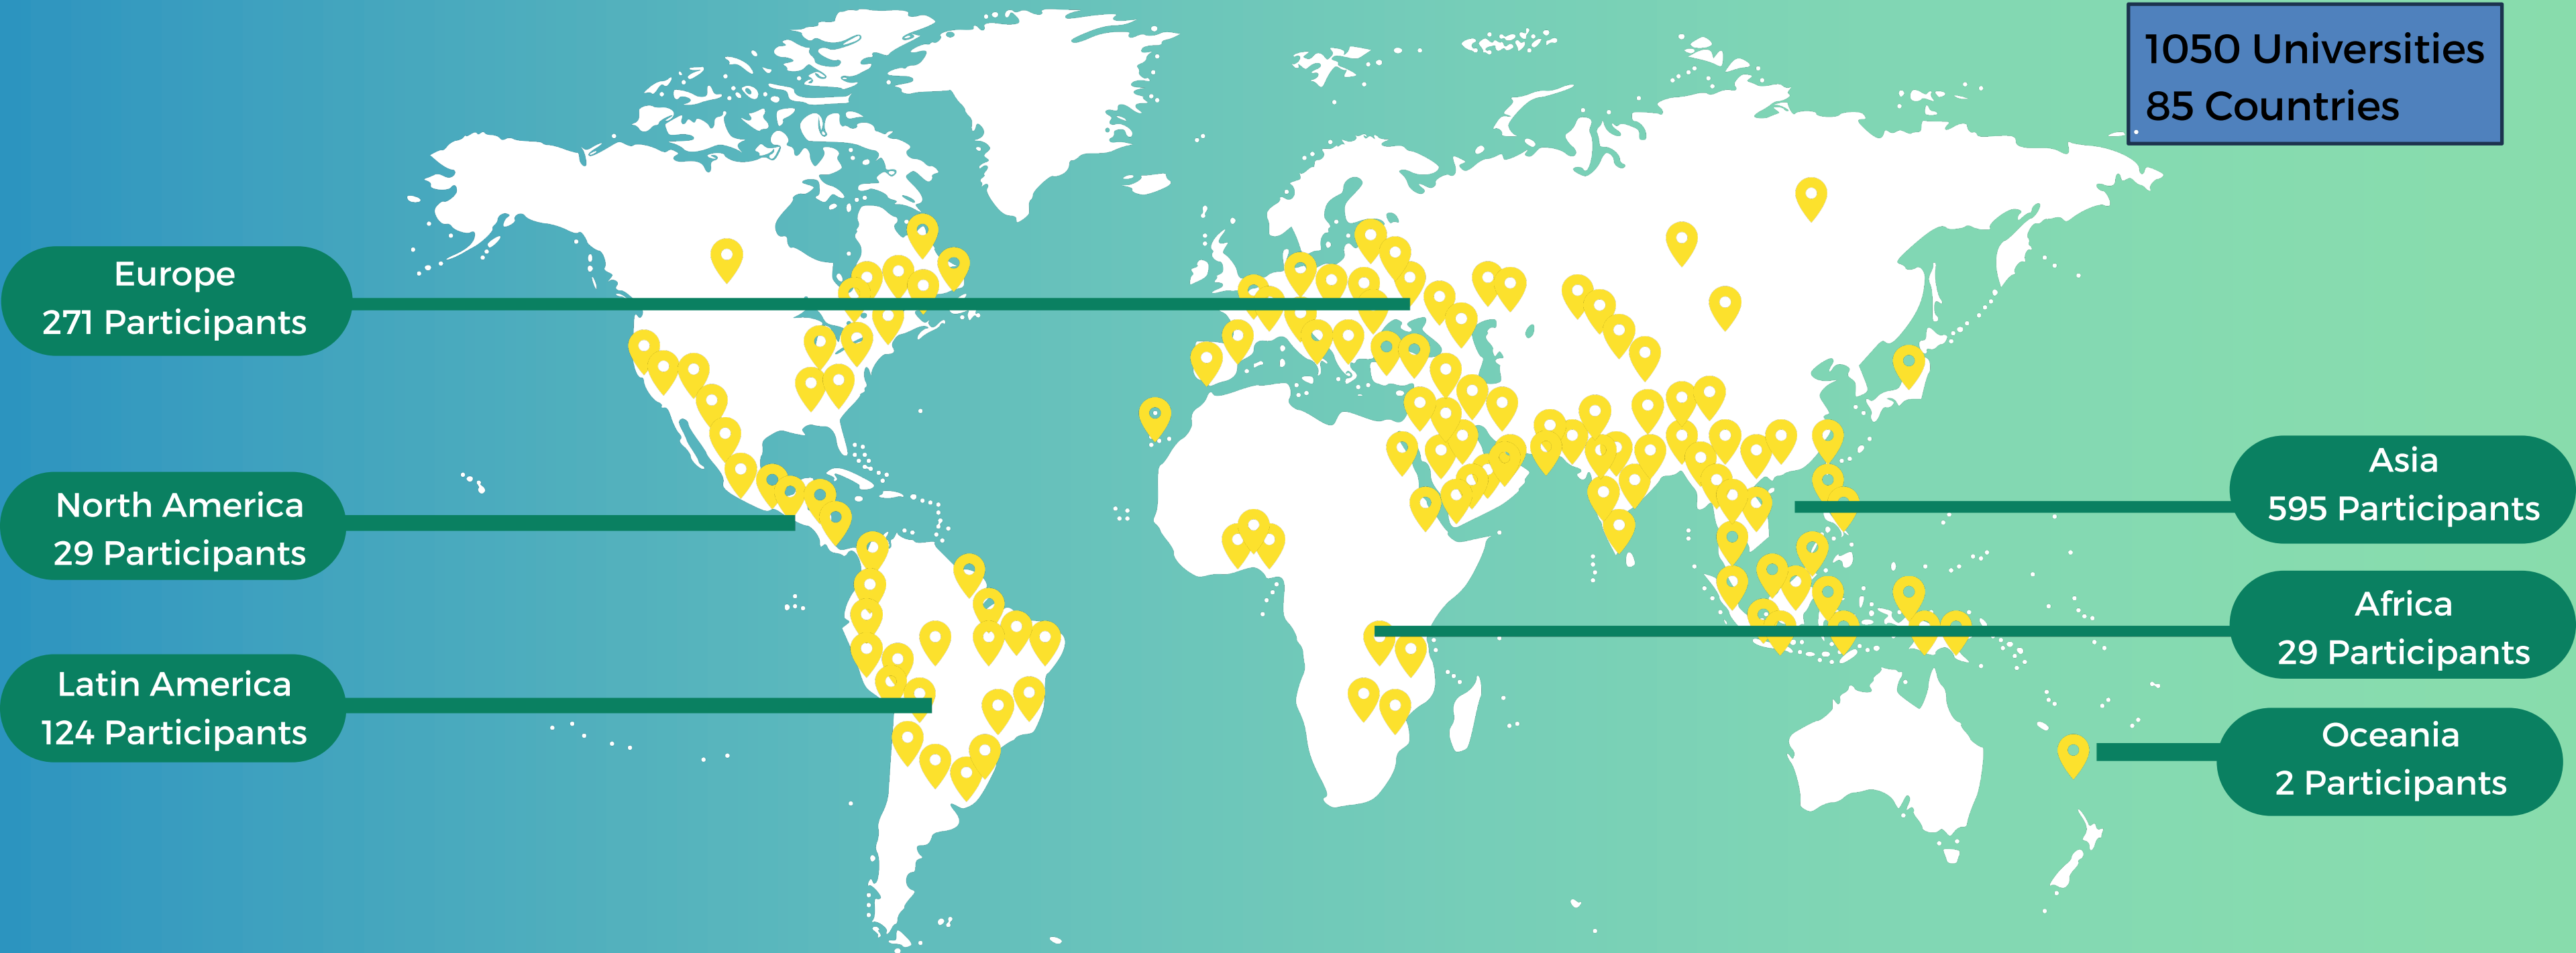 1050 Universities
85 Countries
Europe
271 Participants
North America
29 Participants
Latin America
124 Participants
Asia
595 Participants
Africa
29 Participants
Oceania
2 Participants